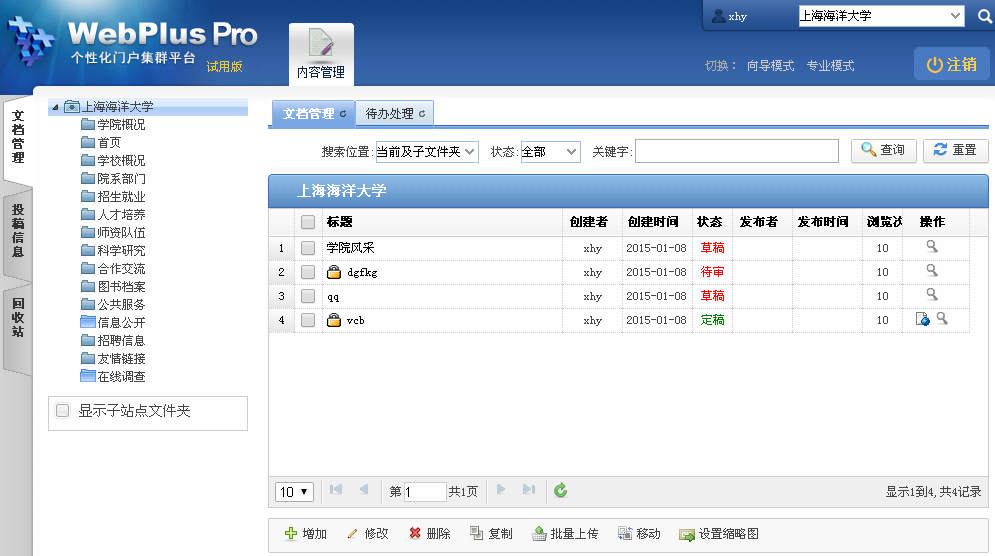 xhy
上海海洋大学
WebPlus Pro
个性化门户集群平台
试用版
内容管理
切换： 向导模式 专业模式
注销
文档管理
投稿信息
回收站
上海海洋大学
学院概况
首页
学校概况
院系部门
招生就业
人才培养
师资队伍
科学研究
合作交流
图书档案
公共服务
信息公开
招聘信息
友情链接
在线调查
显示子站点文件夹
文档管理 待办处理
搜索位置: 当前及子文件夹 状态: 全部 关键字: 查询 重置
上海海洋大学
标题 创建者 创建时间 状态 发布者 发布时间 浏览 操作
1 学院风采 xhy 2015-01-08 草稿 10
2 dgfkg xhy 2015-01-08 待审 10
3 qq xhy 2015-01-08 草稿 10
4 vcb xhy 2015-01-08 定稿 10
10 第 1 共1页 显示1到4, 共4记录
增加 修改 删除 复制 批量上传 移动 设置缩略图